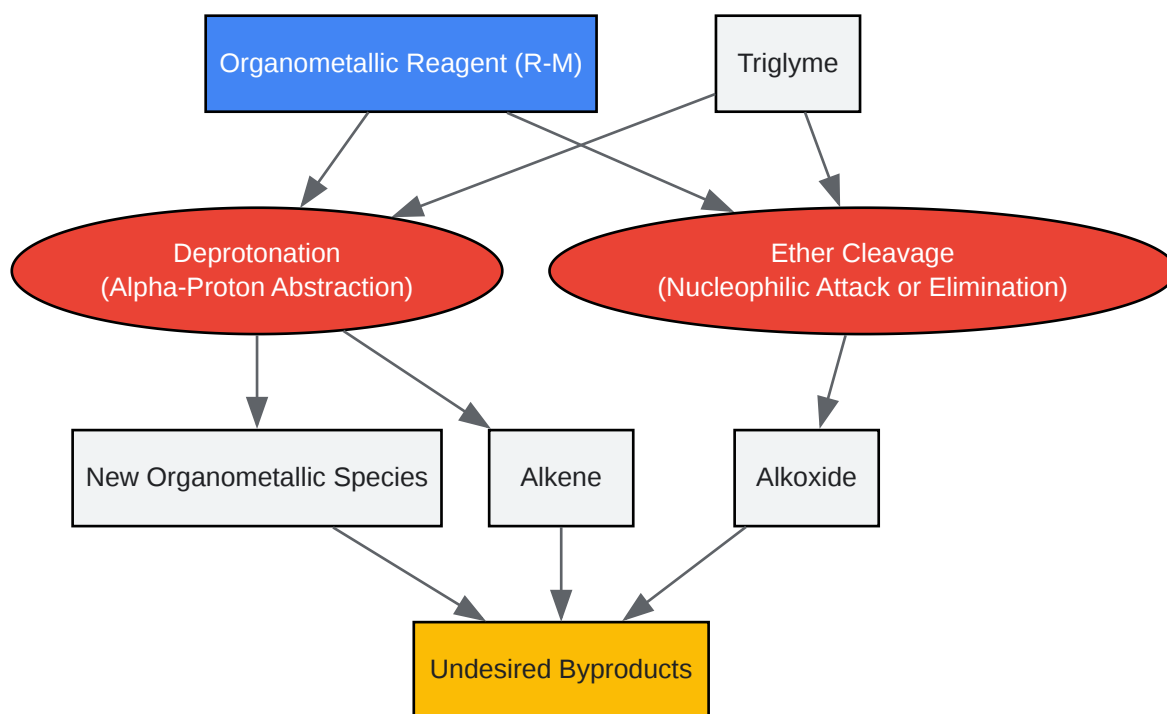 Organometallic Reagent (R-M)
Triglyme
Deprotonation
(Alpha-Proton Abstraction)
Ether Cleavage
(Nucleophilic Attack or Elimination)
New Organometallic Species
Alkene
Alkoxide
Undesired Byproducts